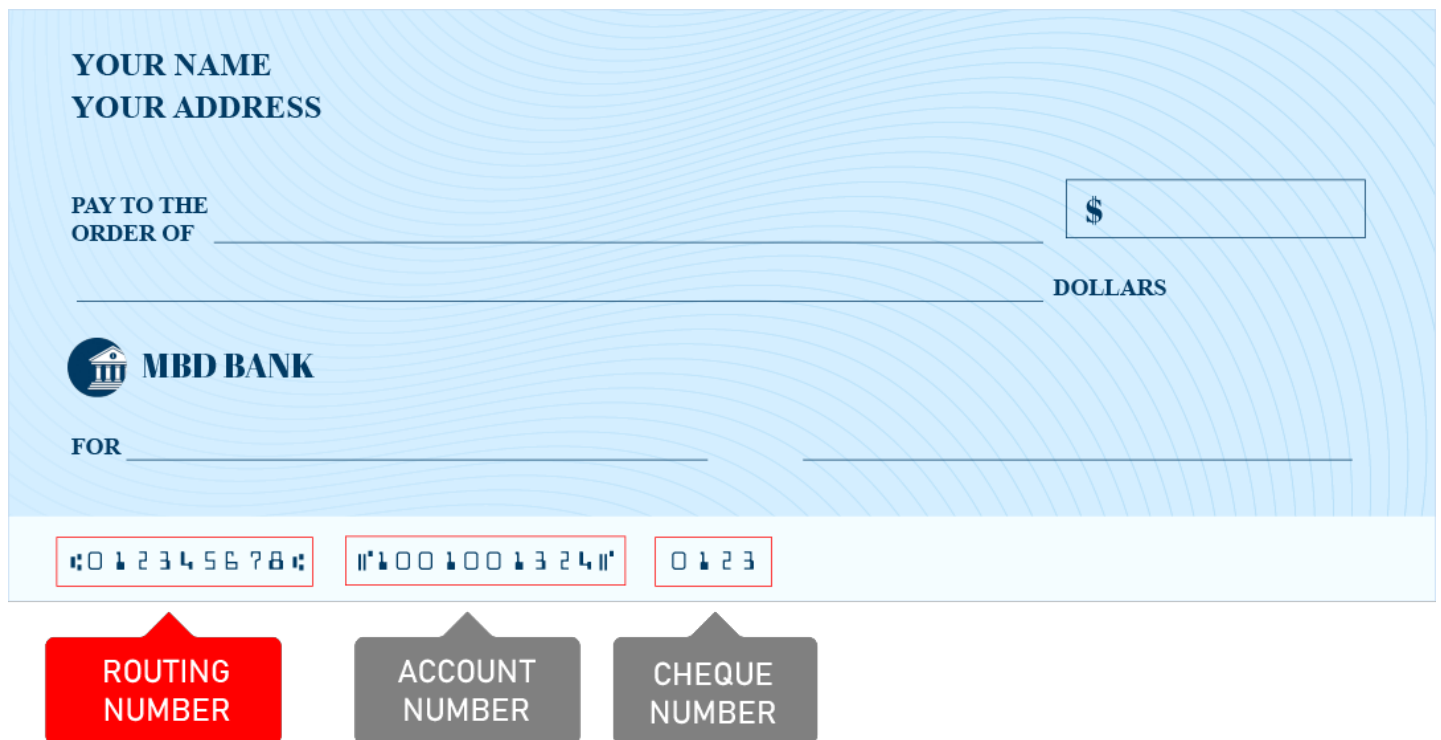 YOUR NAME
YOUR ADDRESS
PAY TO THE
ORDER OF
$
DOLLARS
MBD BANK
FOR
⑆012345678⑆ ⑈1001001324⑈ 0123
ROUTING
NUMBER
ACCOUNT
NUMBER
CHEQUE
NUMBER